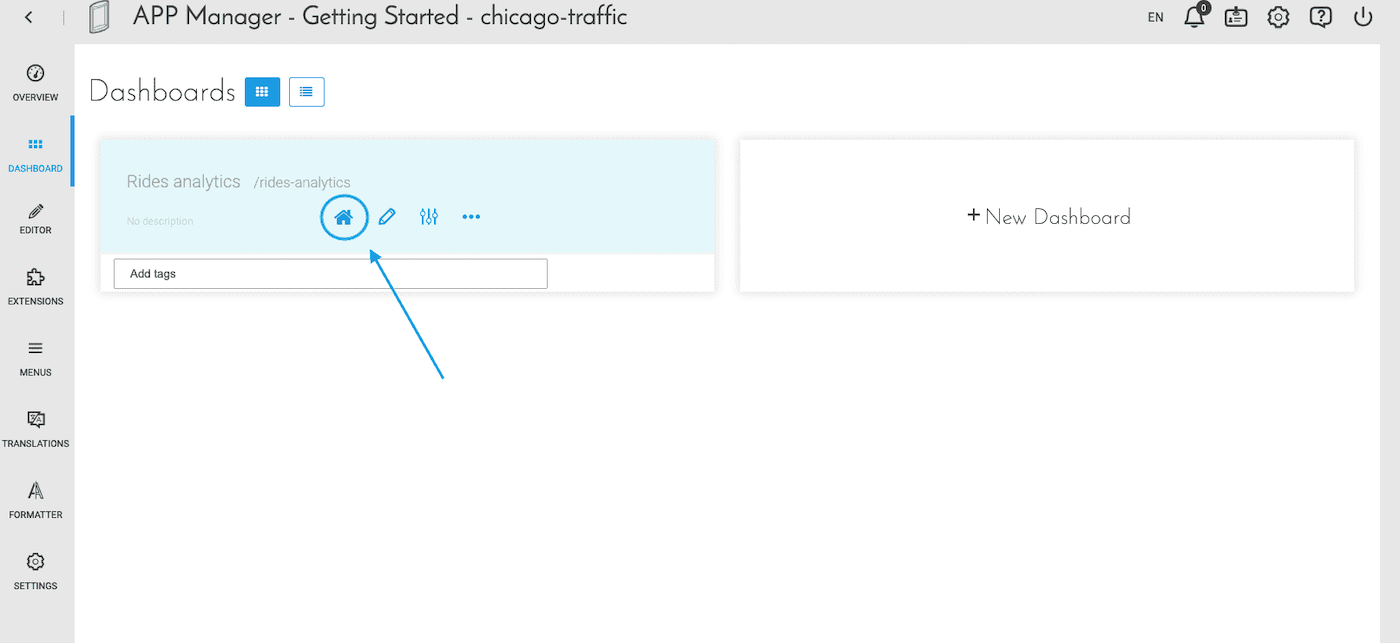 APP Manager - Getting Started - chicago-traffic
EN
0
OVERVIEW
DASHBOARD
EDITOR
EXTENSIONS
MENUS
TRANSLATIONS
FORMATTER
SETTINGS
Dashboards
Rides analytics /rides-analytics
No description
Add tags
+ New Dashboard